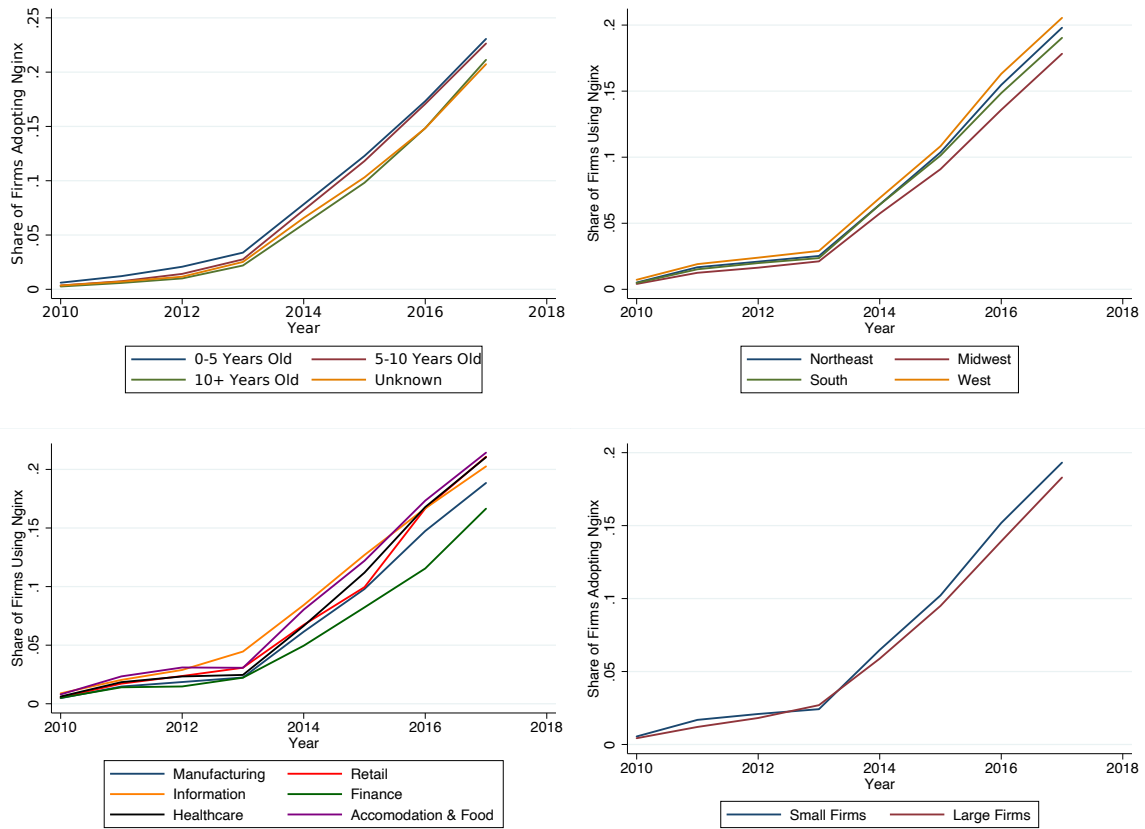 Share of Firms Adopting Nginx
.25
.2
.15
.1
.05
0
2010 2012 2014 2016 2018
Year
0-5 Years Old 5-10 Years Old
10+ Years Old Unknown
Share of Firms Using Nginx
.2
.15
.1
.05
0
2010 2012 2014 2016 2018
Year
Northeast Midwest
South West
Share of Firms Using Nginx
.2
.15
.1
.05
0
2010 2012 2014 2016 2018
Year
Manufacturing Retail
Information Finance
Healthcare Accomodation & Food
Share of Firms Adopting Nginx
.2
.15
.1
.05
0
2010 2012 2014 2016 2018
Year
Small Firms Large Firms